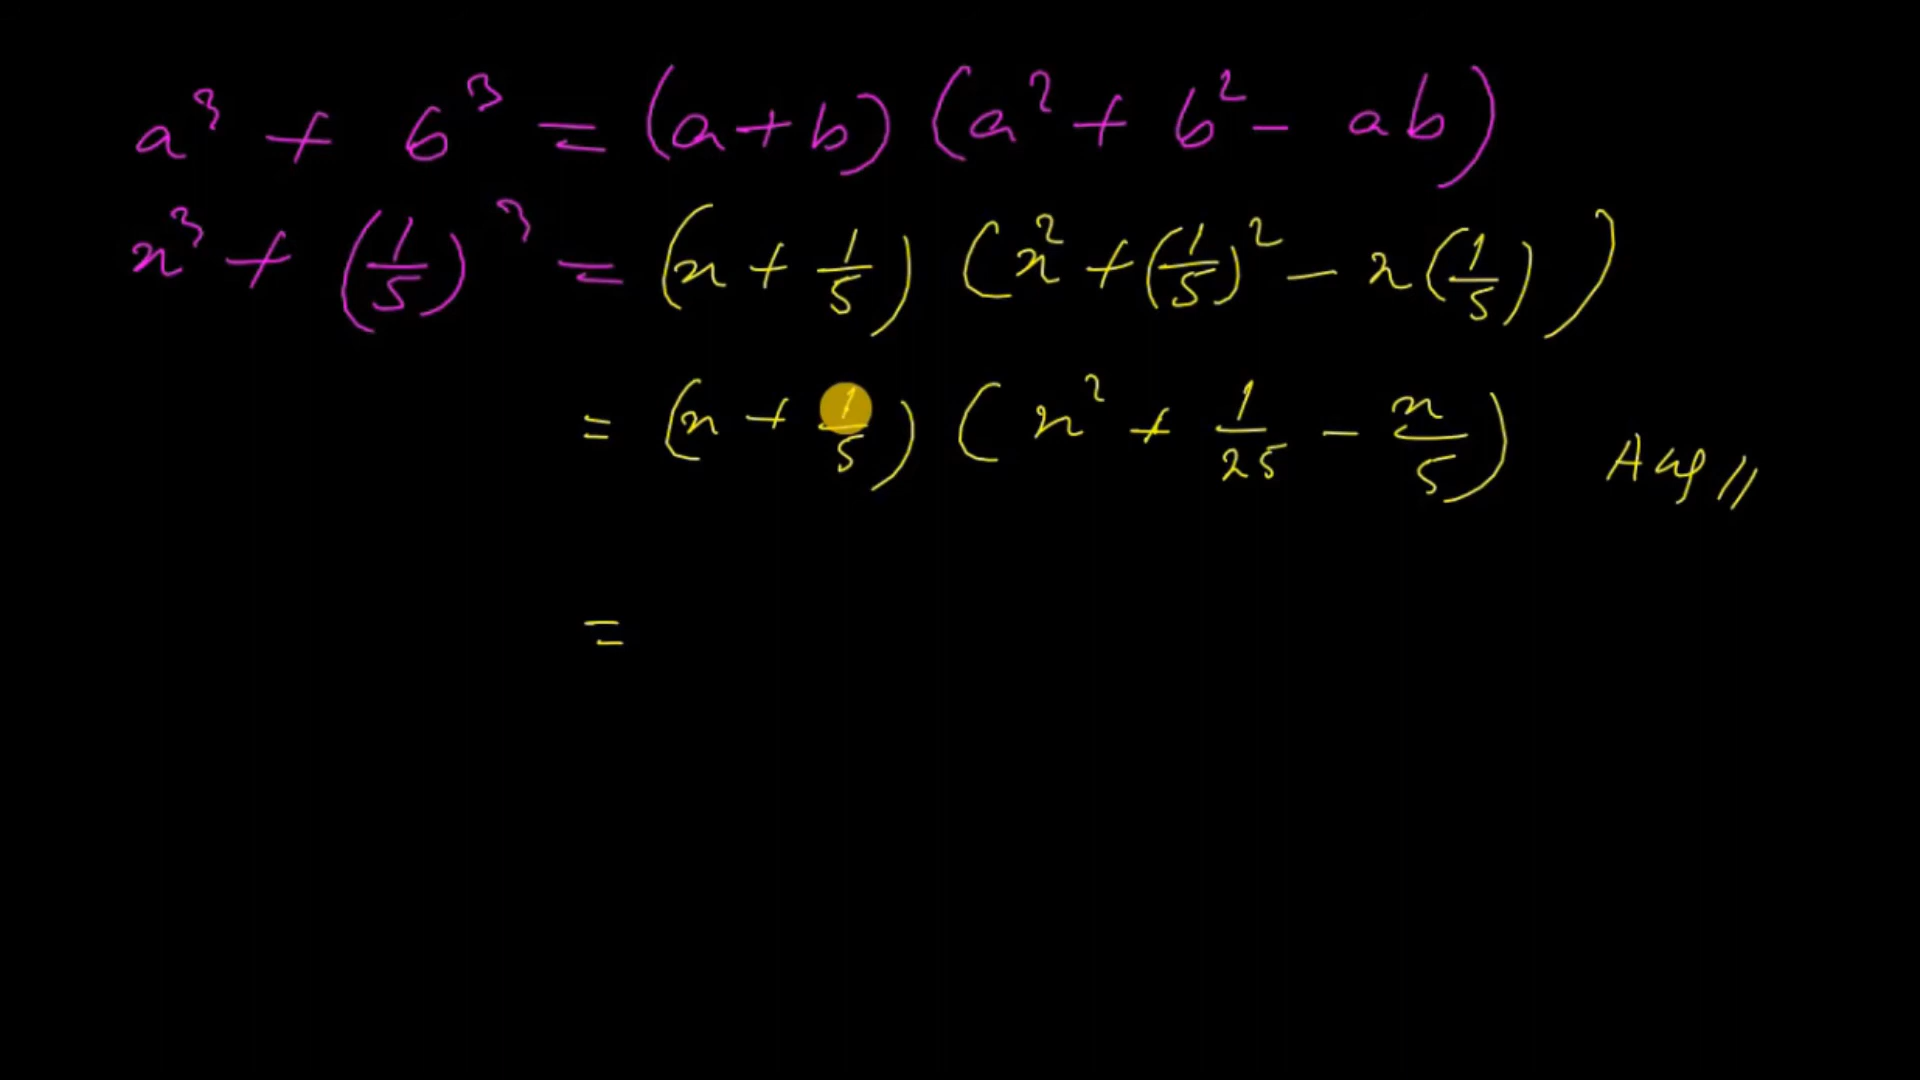 a³ + b³ = (a+b) (a² + b² - ab)
x³ + (1/5)³ = (x + 1/5) (x² + (1/5)² - x(1/5))
= (x + 1/5) (x² + 1/25 - x/5) Ans //
=